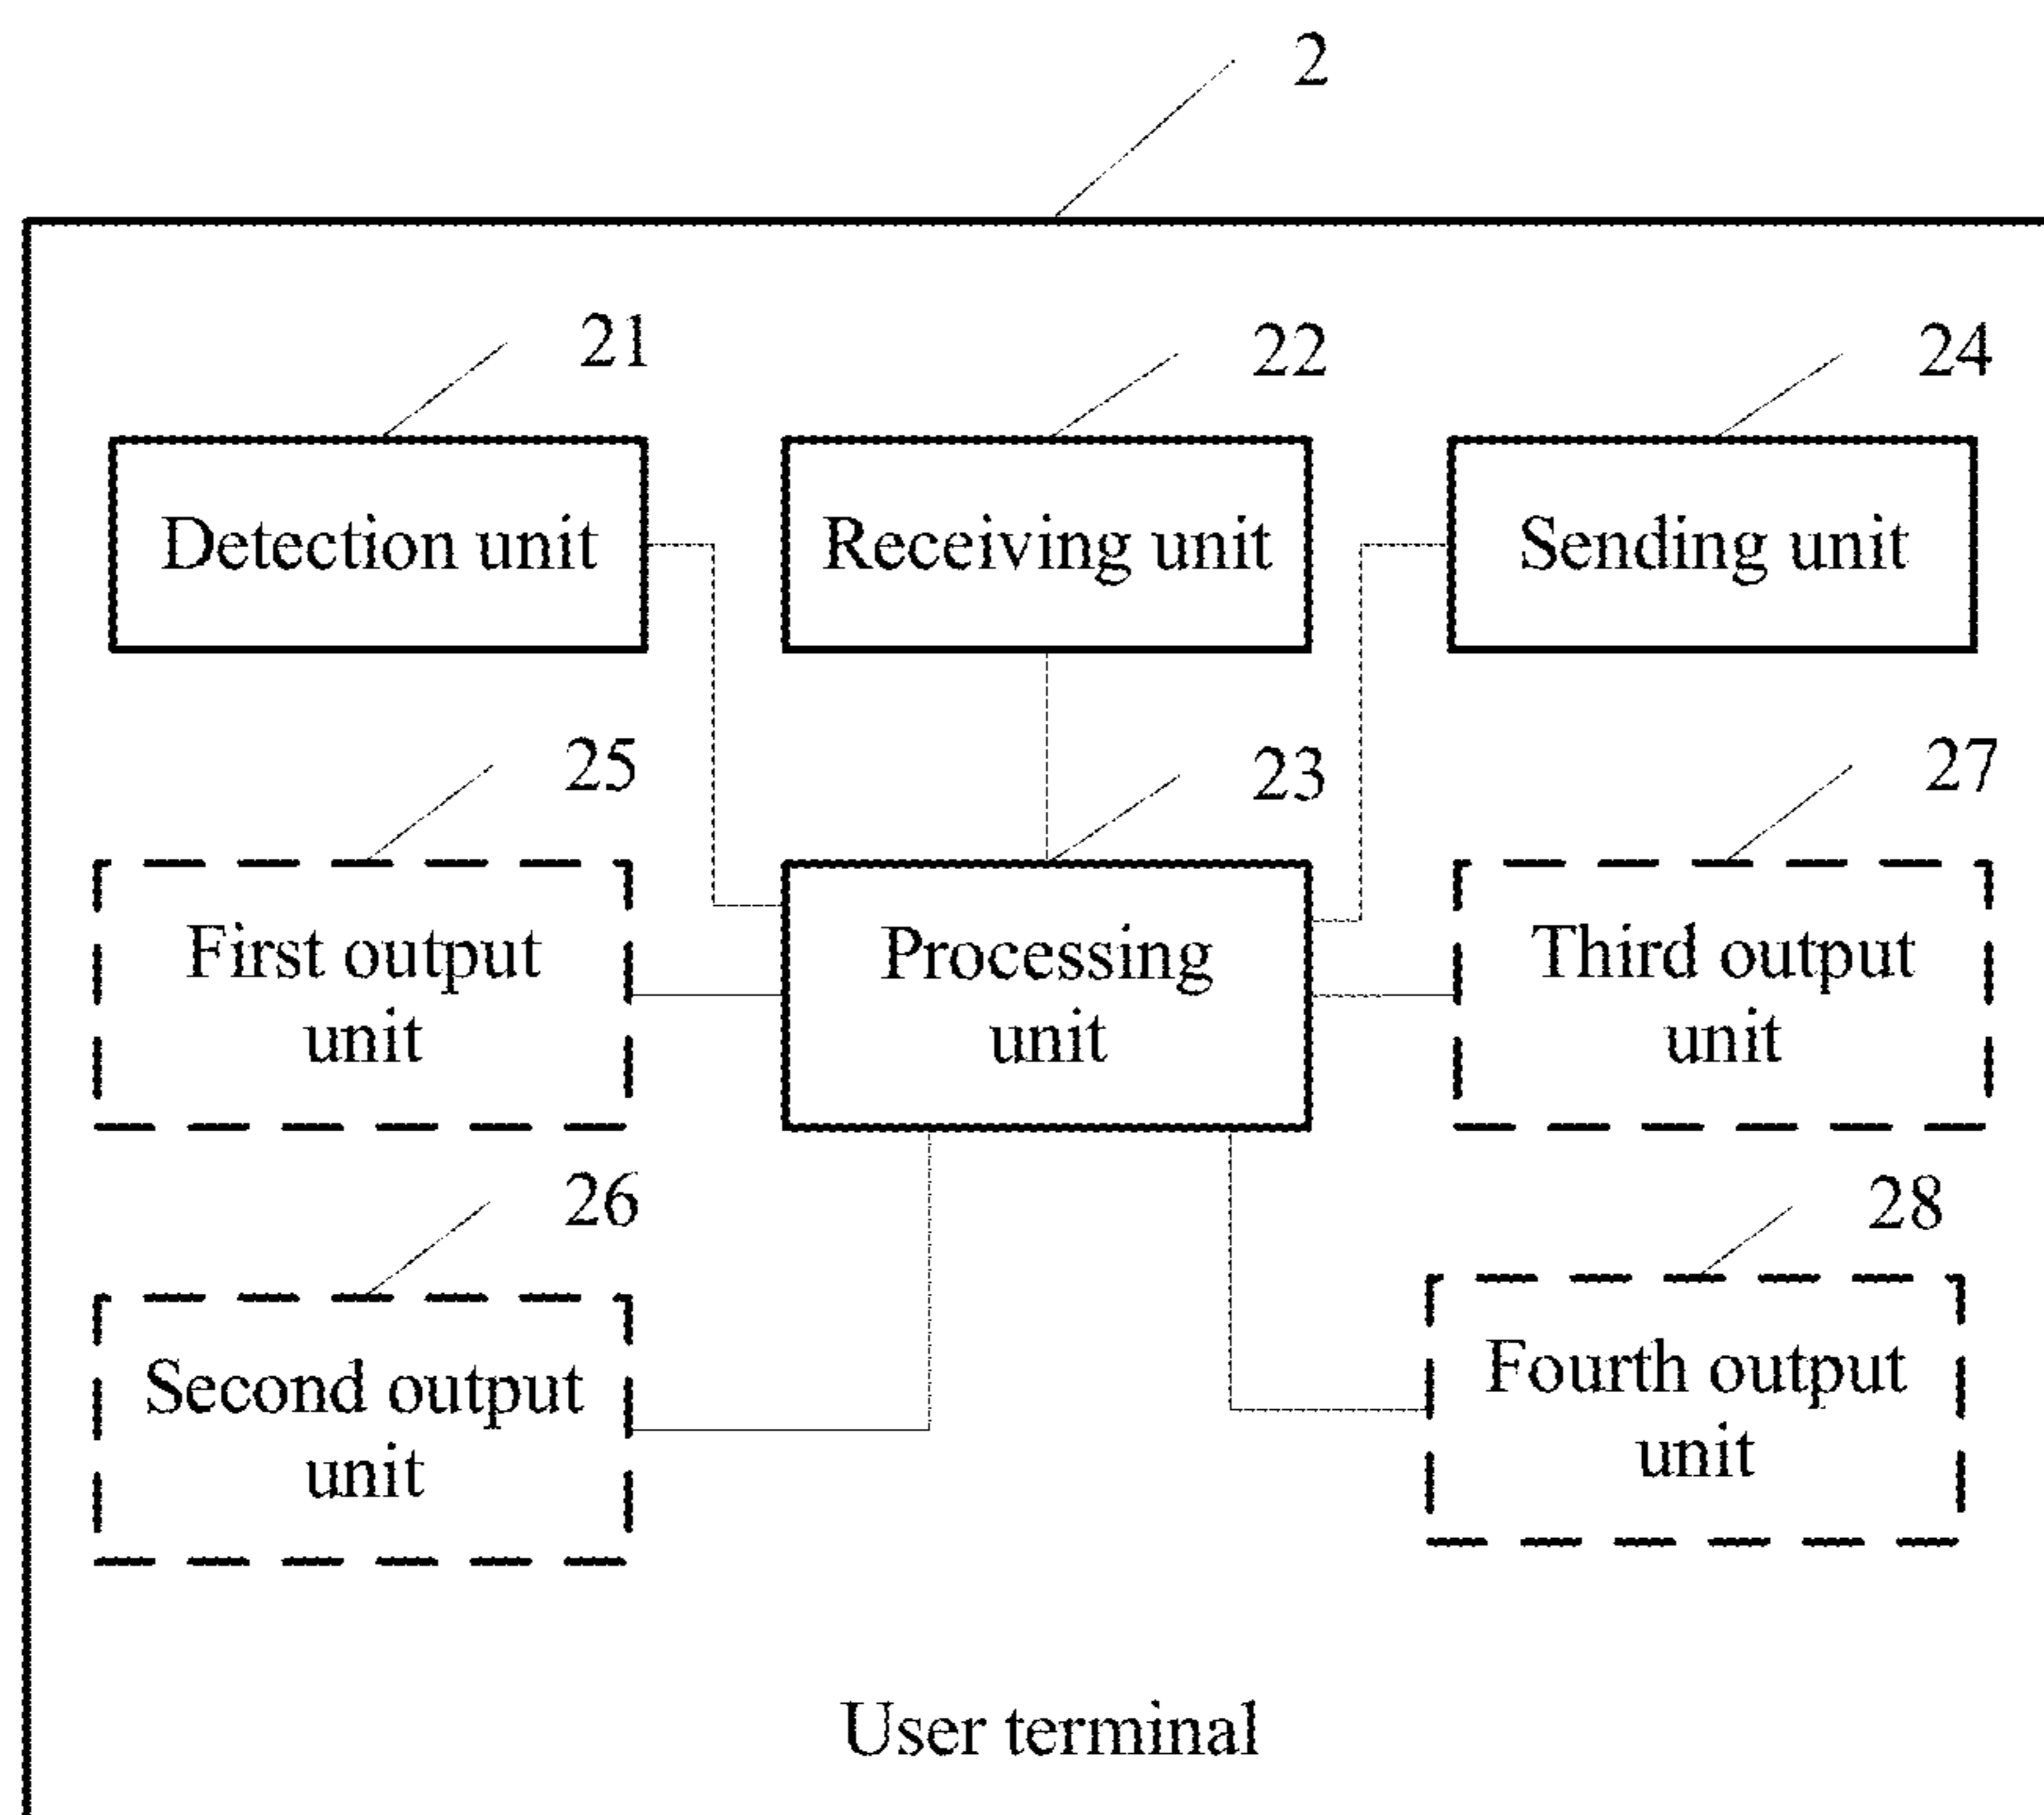 2
21
22
24
Detection unit
Receiving unit
Sending unit
25
23
27
First output
unit
Processing
unit
Third output
unit
26
28
Second output
unit
Fourth output
unit
User terminal